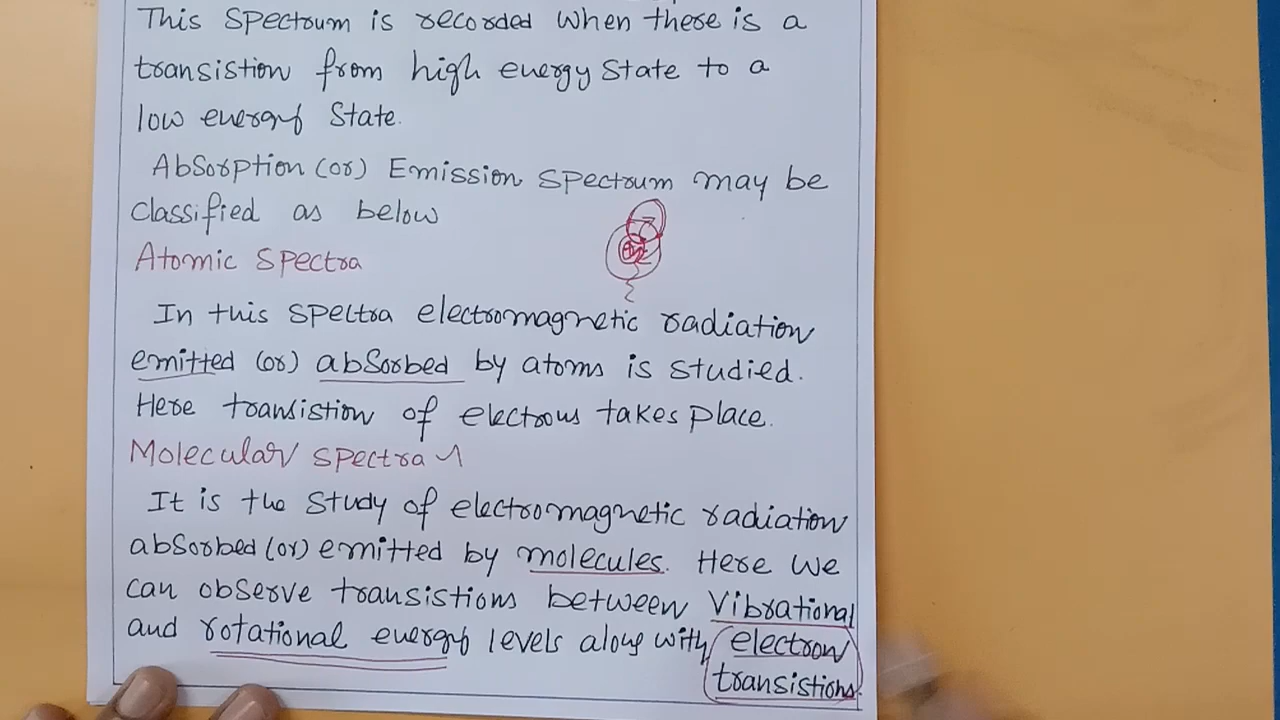 This spectrum is recorded when there is a
transistion from high energy state to a
low energy state.
Absorption (or) Emission spectrum may be
classified as below
Atomic spectra
In this spectra electromagnetic radiation
emitted (or) absorbed by atoms is studied.
Here transistion of electrons takes place.
Molecular spectra
It is the study of electromagnetic radiation
absorbed (or) emitted by molecules. Here we
can observe transistions between vibrational
and rotational energy levels along with electron
transistions.